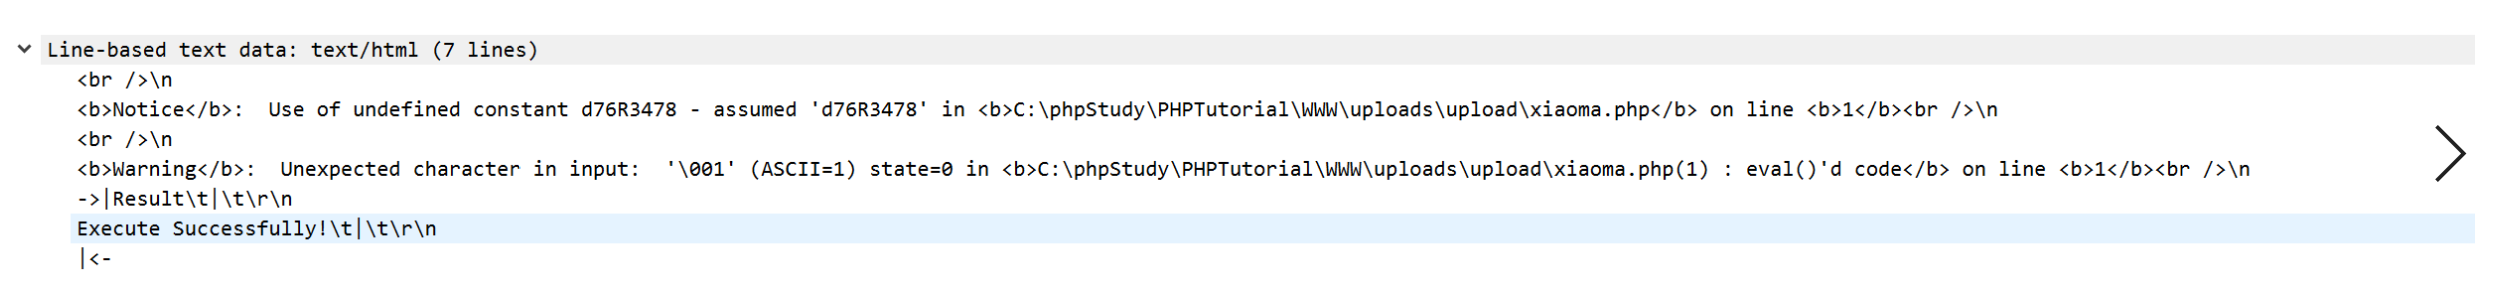 Line-based text data: text/html (7 lines)
<br />\n
<b>Notice</b>:  Use of undefined constant d76R3478 - assumed 'd76R3478' in <b>C:\phpStudy\PHPTutorial\WWW\uploads\upload\xiaoma.php</b> on line <b>1</b><br />\n
<br />\n
<b>Warning</b>:  Unexpected character in input:  '\001' (ASCII=1) state=0 in <b>C:\phpStudy\PHPTutorial\WWW\uploads\upload\xiaoma.php(1) : eval()'d code</b> on line <b>1</b><br />\n
->|Result\t|\t\r\n
Execute Successfully!\t|\t\r\n
|<-